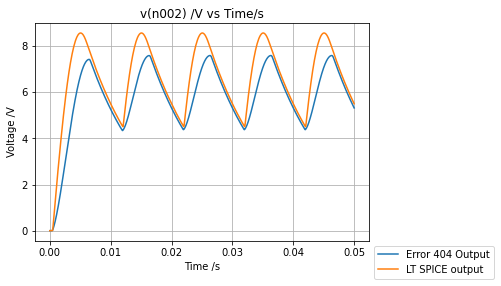 v(n002) /V vs Time/s
8
6
4
2
0
Voltage /V
0.00 0.01 0.02 0.03 0.04 0.05
Time /s
Error 404 Output
LT SPICE output